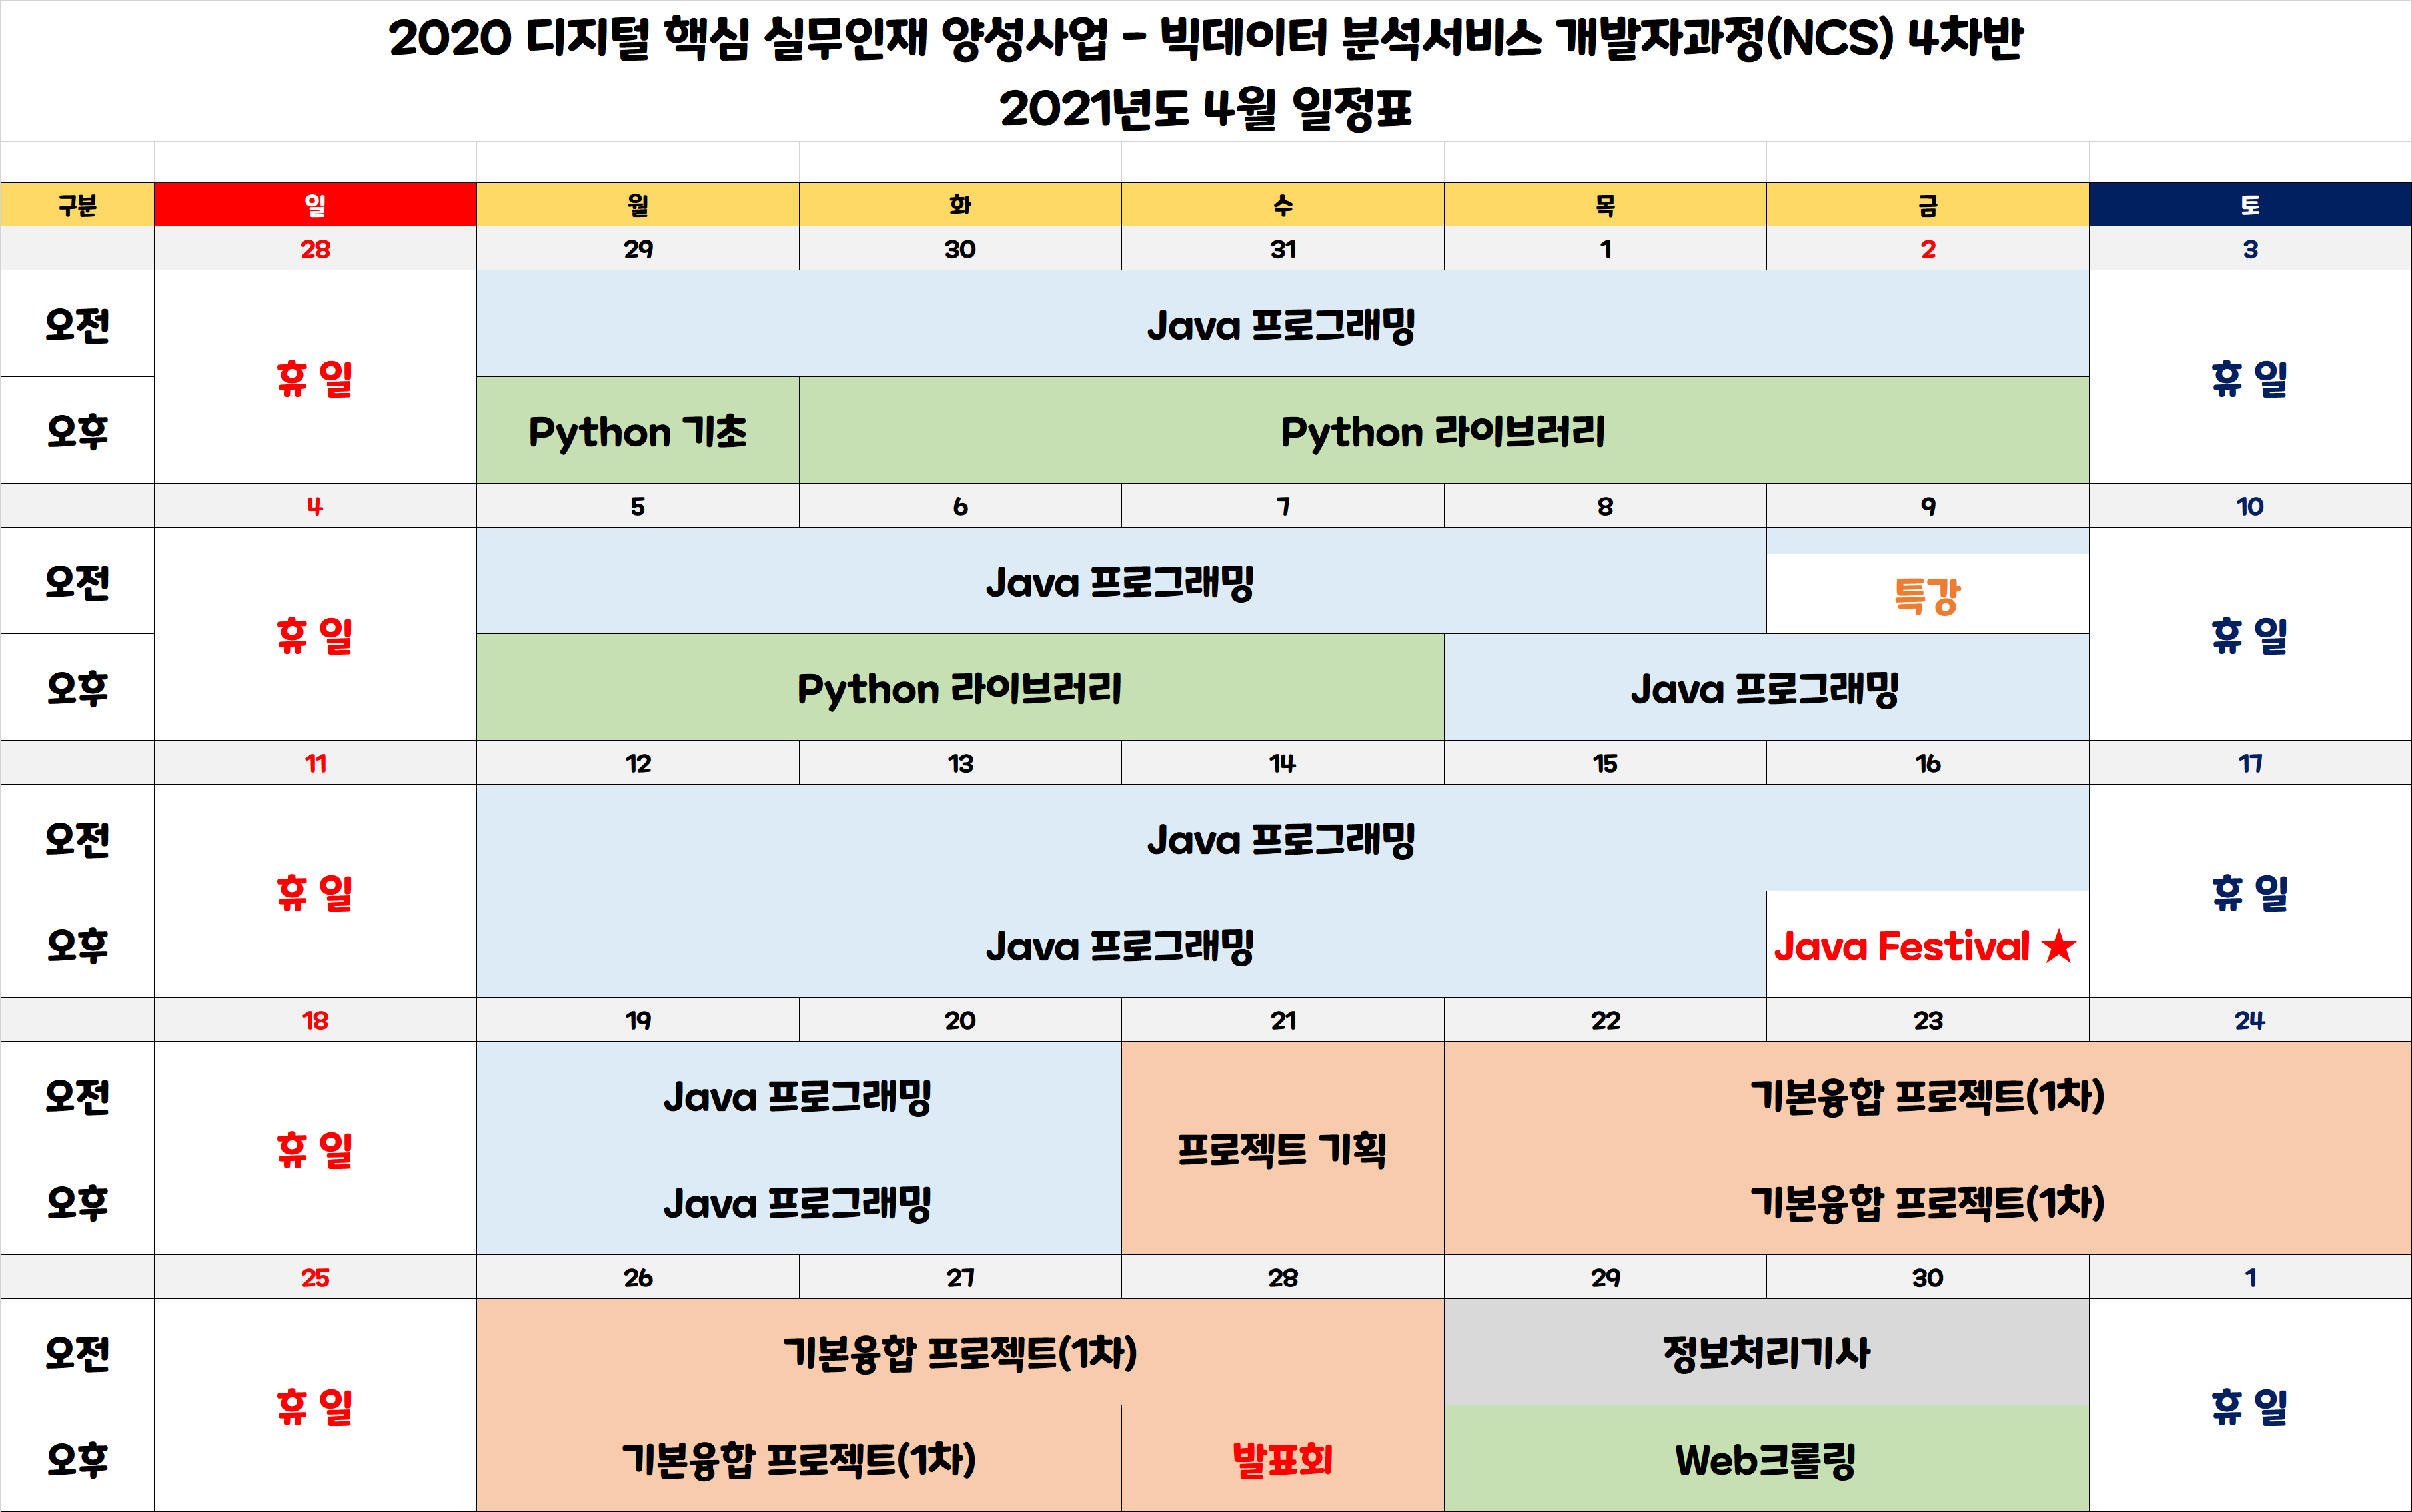 2020 디지털 핵심 실무인재 양성사업 - 빅데이터 분석서비스 개발자과정(NCS) 4차반
2021년도 4월 일정표
구분 일 월 화 수 목 금 토
28 29 30 31 1 2 3
오전 Java 프로그래밍
휴 일 휴 일
오후 Python 기초 Python 라이브러리
4 5 6 7 8 9 10
오전 Java 프로그래밍 특강
휴 일 휴 일
오후 Python 라이브러리 Java 프로그래밍
11 12 13 14 15 16 17
오전 Java 프로그래밍
휴 일 휴 일
오후 Java 프로그래밍 Java Festival ★
18 19 20 21 22 23 24
오전 Java 프로그래밍 기본융합 프로젝트(1차)
휴 일 프로젝트 기획
오후 Java 프로그래밍 기본융합 프로젝트(1차)
25 26 27 28 29 30 1
오전 기본융합 프로젝트(1차) 정보처리기사
휴 일 휴 일
오후 기본융합 프로젝트(1차) 발표회 Web크롤링